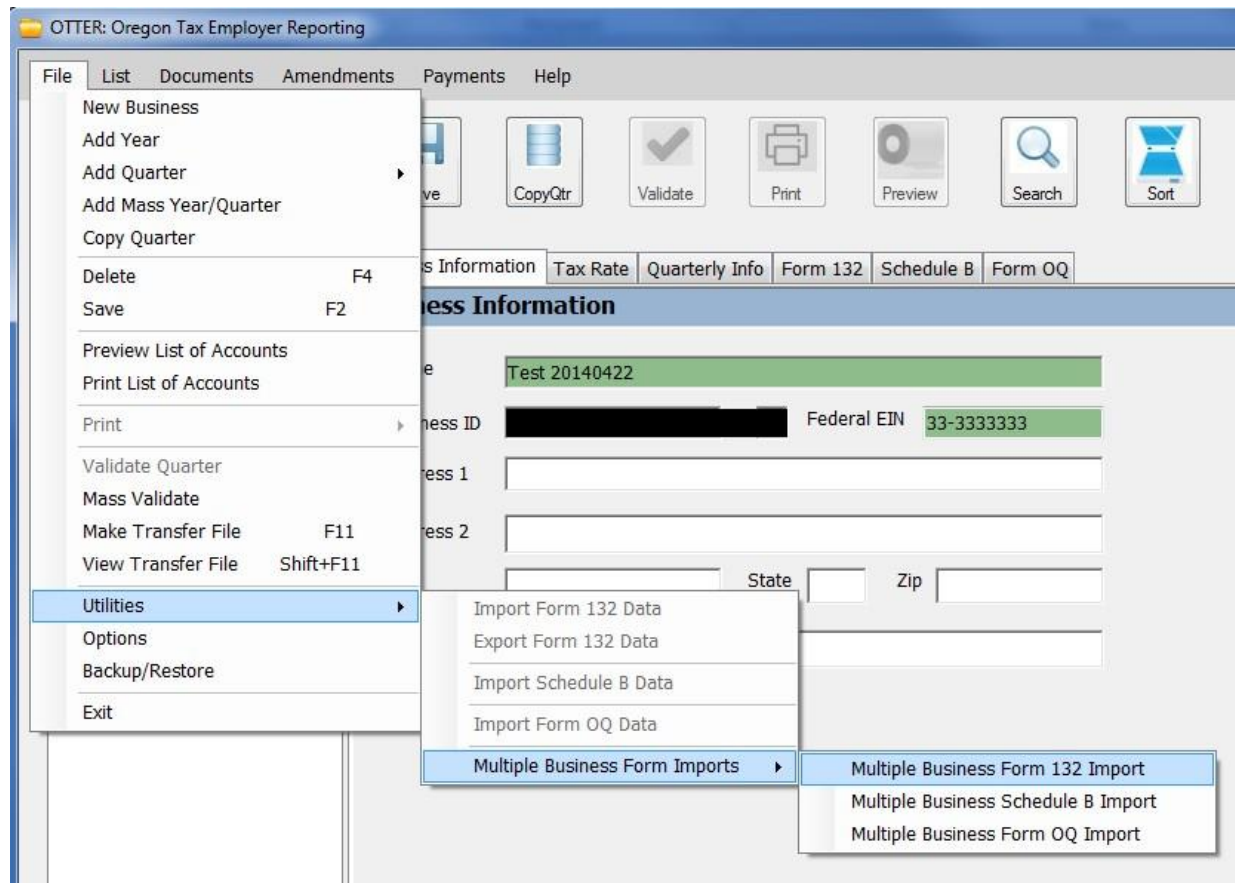 OTTER: Oregon Tax Employer Reporting
File List Documents Amendments Payments Help
New Business
Add Year
Add Quarter
Add Mass Year/Quarter
Copy Quarter
Delete F4
Save F2
Preview List of Accounts
Print List of Accounts
Print
Validate Quarter
Mass Validate
Make Transfer File F11
View Transfer File Shift+F11
Utilities
Options
Backup/Restore
Exit
ve CopyQtr Validate Print Preview Search Sort
ss Information Tax Rate Quarterly Info Form 132 Schedule B Form OQ
ness Information
e Test 20140422
ness ID Federal EIN 33-3333333
ress 1
ress 2
State Zip
Import Form 132 Data
Export Form 132 Data
Import Schedule B Data
Import Form OQ Data
Multiple Business Form Imports
Multiple Business Form 132 Import
Multiple Business Schedule B Import
Multiple Business Form OQ Import